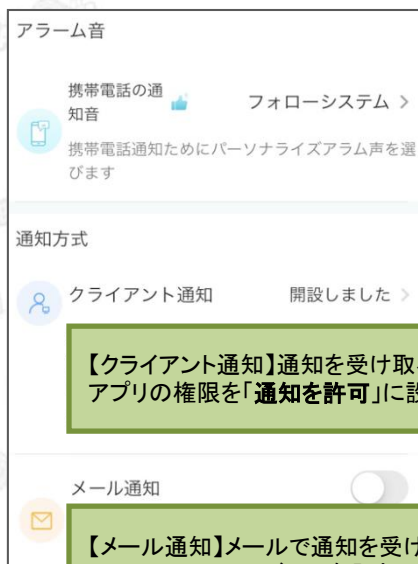 アラーム音
携帯電話の通
知音
フォローシステム >
携帯電話通知ためにパーソナライズアラム声を選
びます
通知方式
クライアント通知
開設しました >
【クライアント通知】通知を受け取
アプリの権限を「通知を許可」に設
メール通知
【メール通知】メールで通知を受け